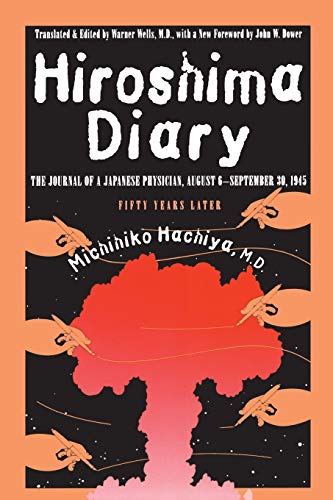 Translated & Edited by Warner Wells, M.D., with a New Foreword by John W. Dower
Hiroshima
Diary
THE JOURNAL OF A JAPANESE PHYSICIAN, AUGUST 6—SEPTEMBER 30, 1945
FIFTY YEARS LATER
Michihiko Hachiya, M.D.